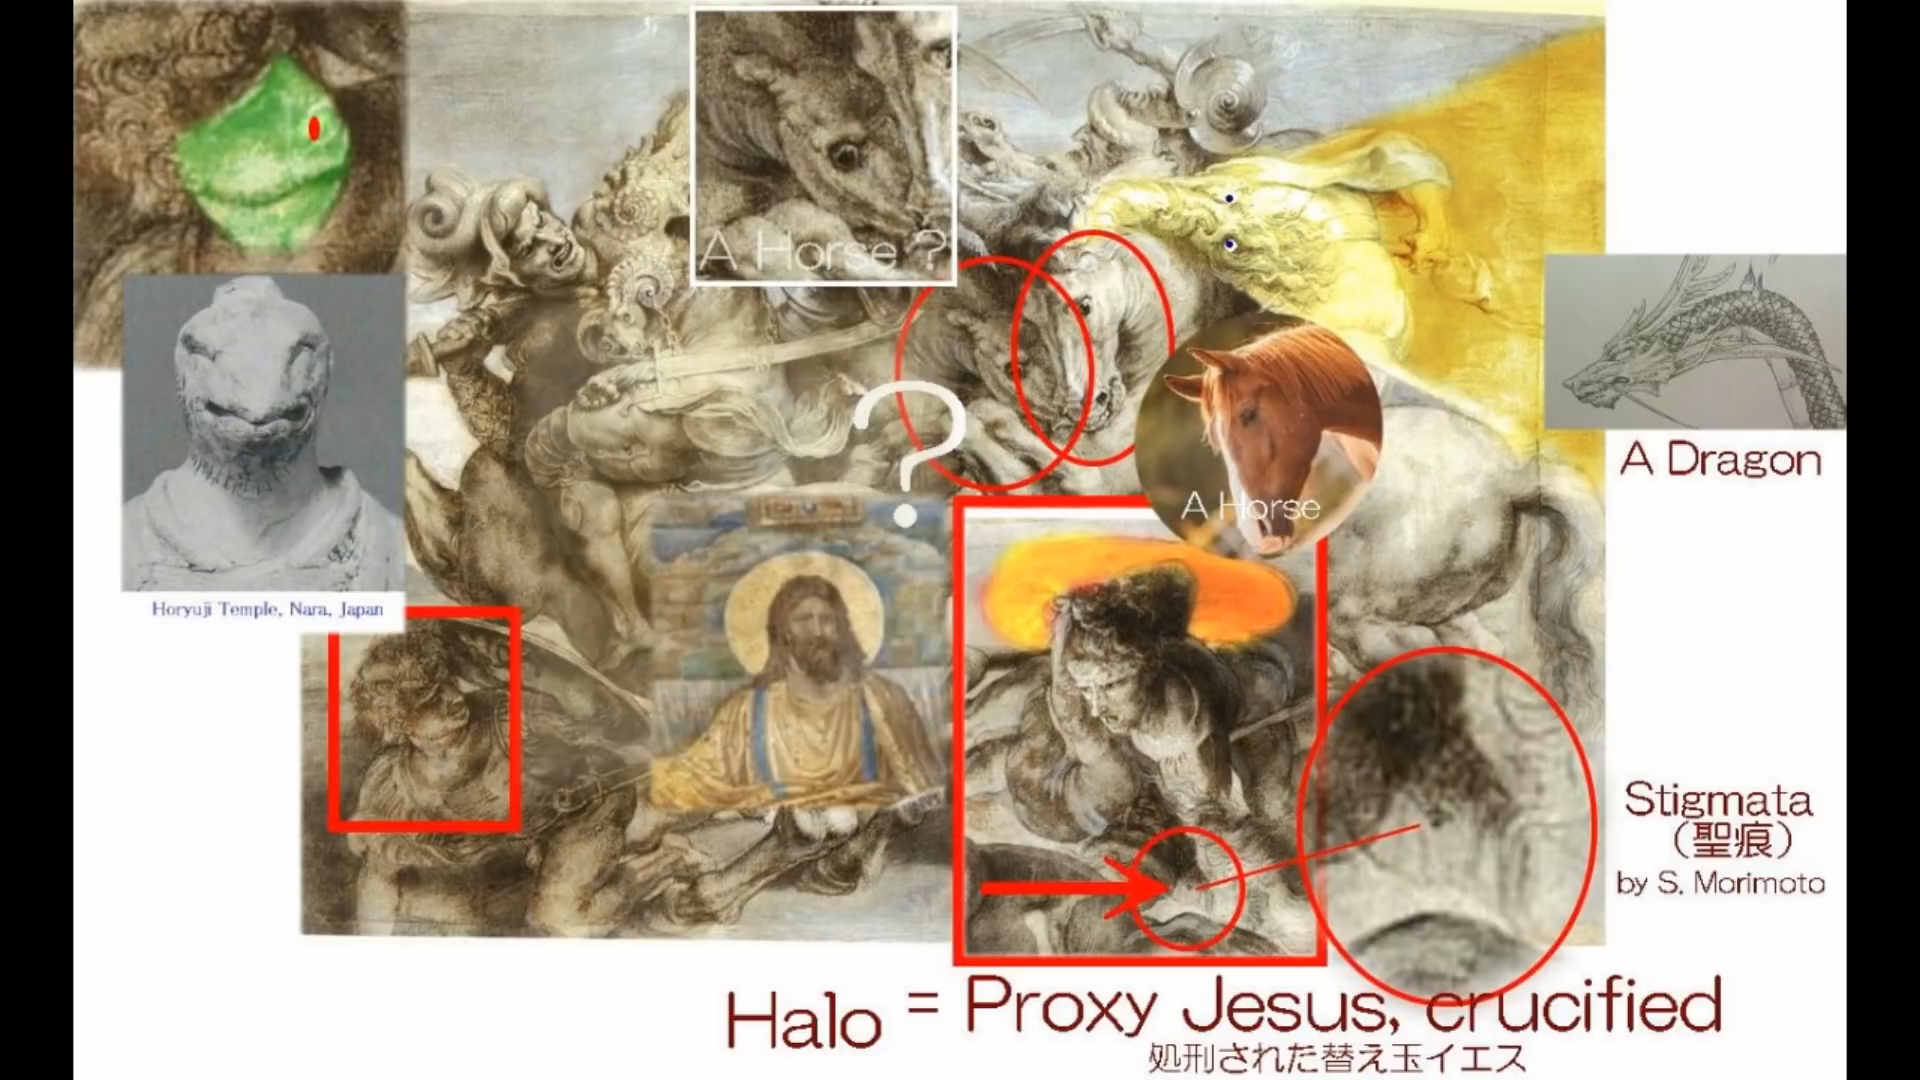 A Horse ?
A Horse
A Dragon
?
Horyuji Temple, Nara, Japan
Stigmata
（聖痕）
by S. Morimoto
Halo = Proxy Jesus, crucified
処刑された替え玉イエス